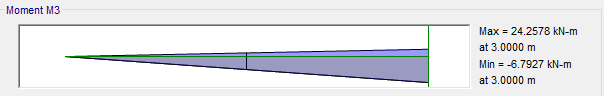 Moment M3
Max = 24.2578 kN-m
at 3.0000 m
Min = -6.7927 kN-m
at 3.0000 m